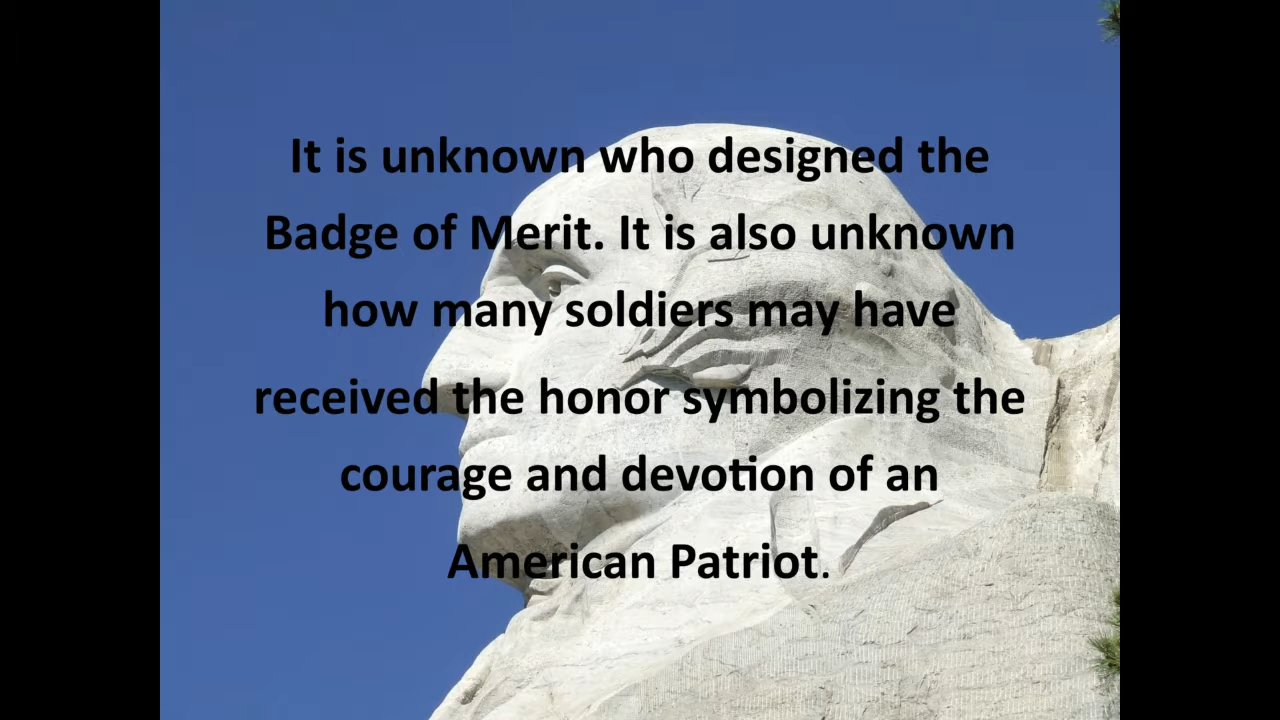 It is unknown who designed the
Badge of Merit. It is also unknown
how many soldiers may have
received the honor symbolizing the
courage and devotion of an
American Patriot.